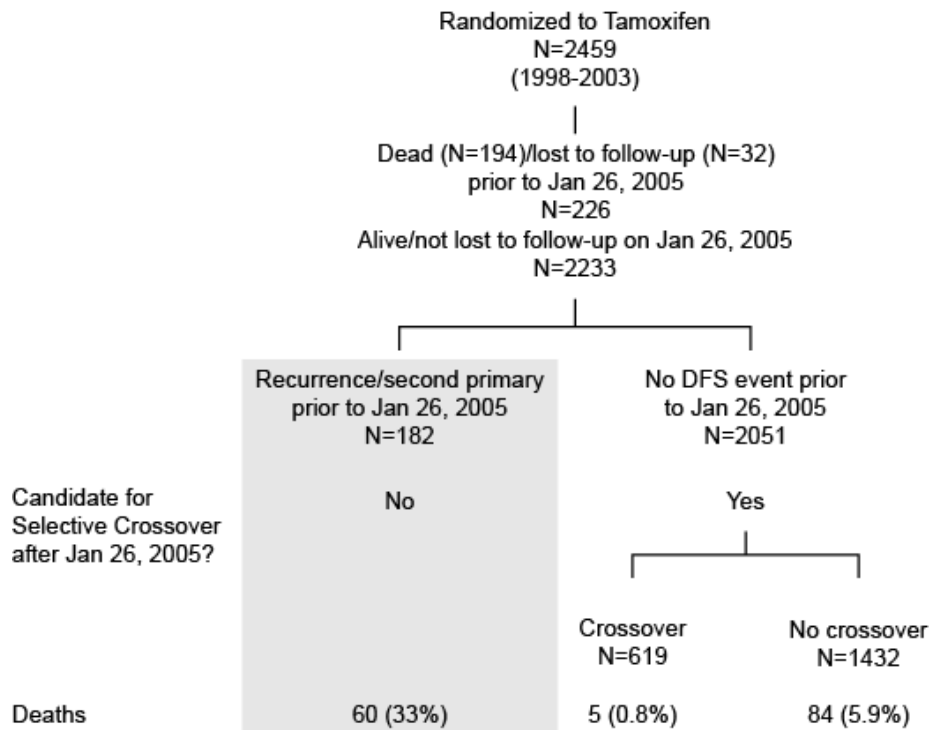 Randomized to Tamoxifen
N=2459
(1998-2003)
Dead (N=194)/lost to follow-up (N=32)
prior to Jan 26, 2005
N=226
Alive/not lost to follow-up on Jan 26, 2005
N=2233
Recurrence/second primary
prior to Jan 26, 2005
N=182
No DFS event prior
to Jan 26, 2005
N=2051
Candidate for
Selective Crossover
after Jan 26, 2005?
No
Yes
Crossover
N=619
No crossover
N=1432
Deaths
60 (33%)
5 (0.8%)
84 (5.9%)